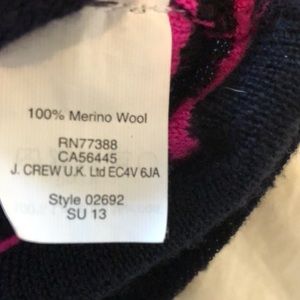 100% Merino Wool
RN77388
CA56445
J. CREW U.K. Ltd EC4V 6JA
Style 02692
SU 13